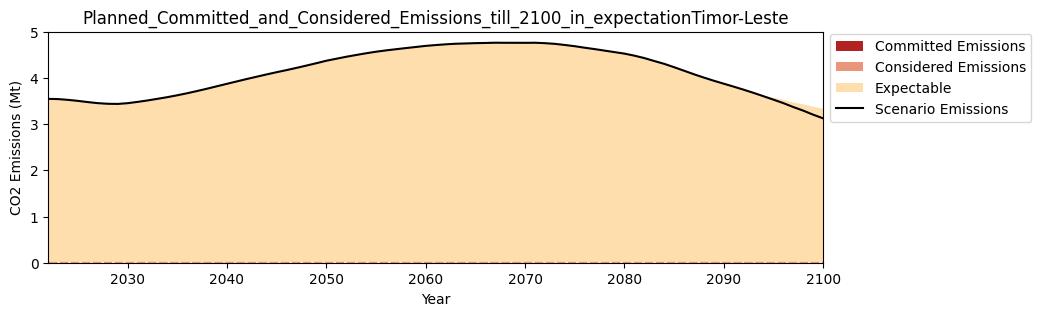 Planned_Committed_and_Considered_Emissions_till_2100_in_expectationTimor-Leste
CO2 Emissions (Mt)
5
4
3
2
1
0
2030 2040 2050 2060 2070 2080 2090 2100
Year
Committed Emissions
Considered Emissions
Expectable
Scenario Emissions